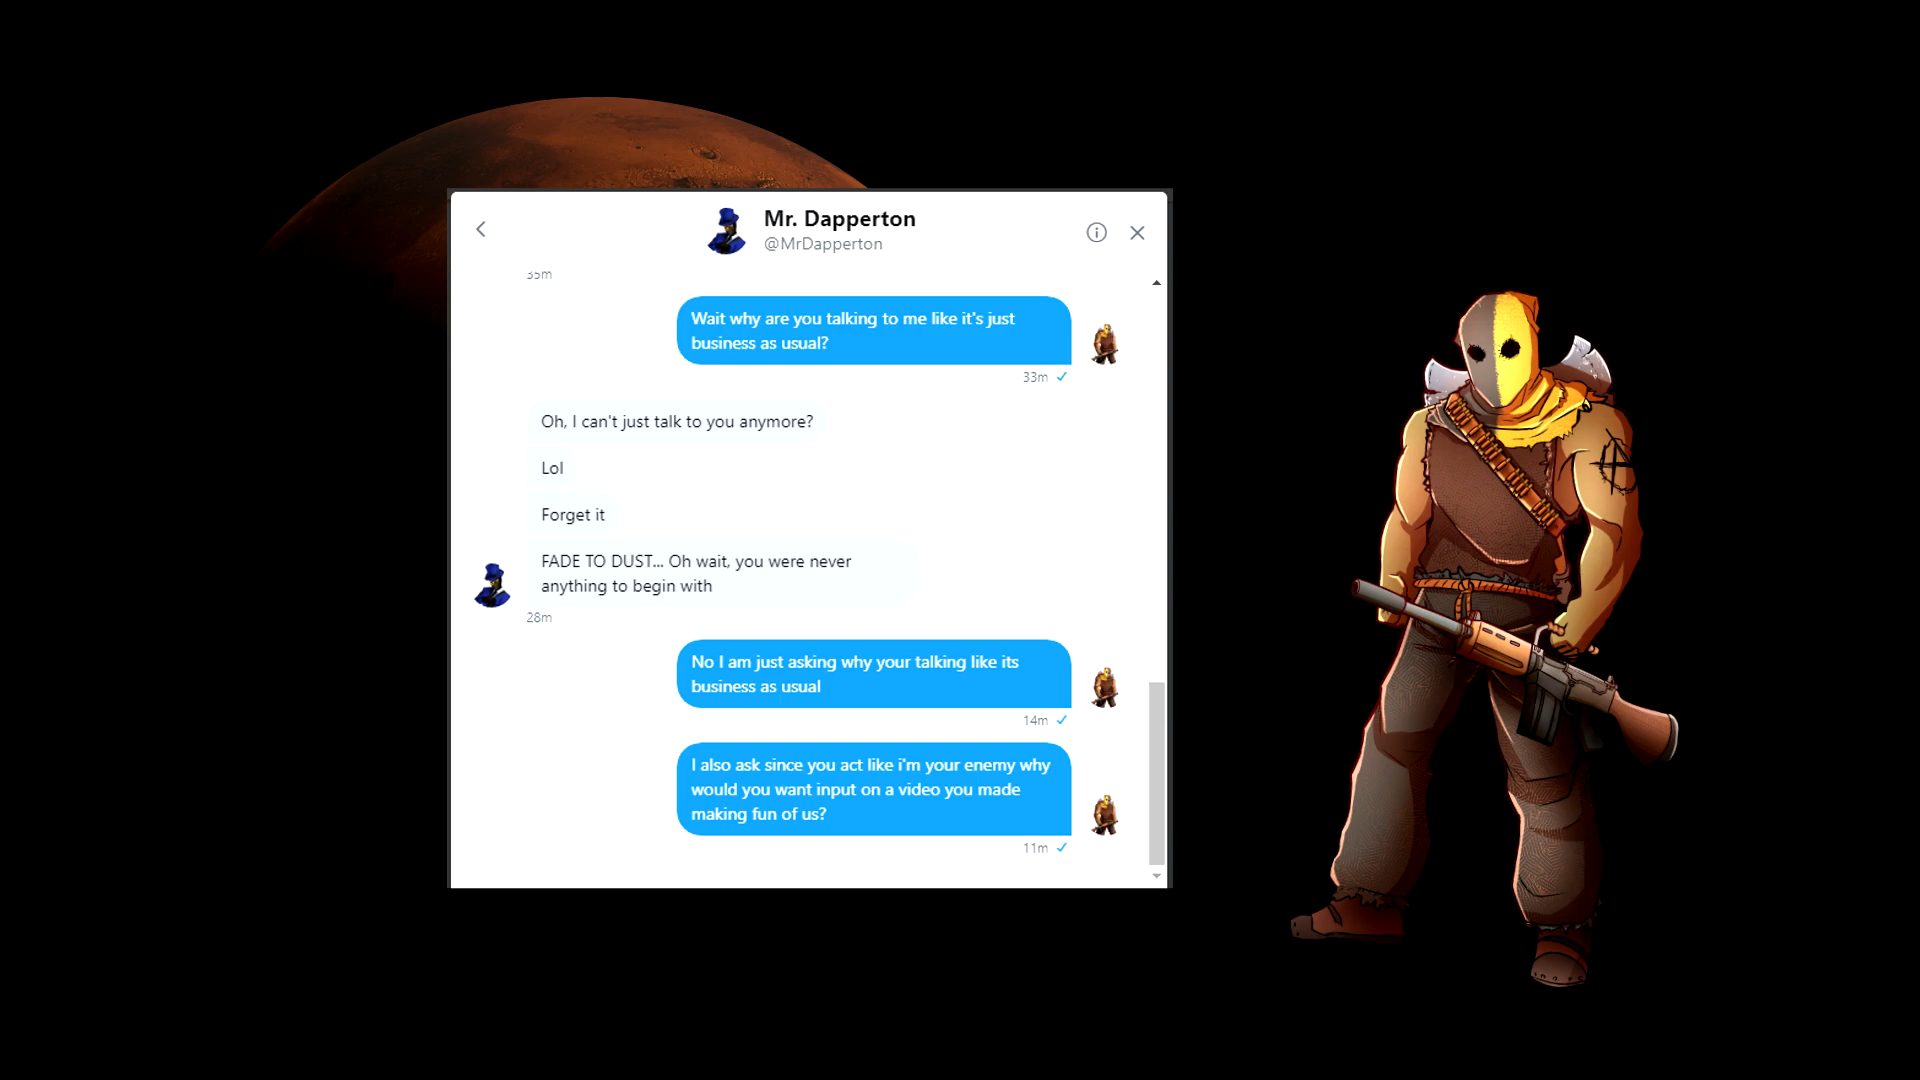 Mr. Dapperton
@MrDapperton
35m
Wait why are you talking to me like it's just
business as usual?
33m
Oh, I can't just talk to you anymore?
Lol
Forget it
FADE TO DUST... Oh wait, you were never
anything to begin with
28m
No I am just asking why your talking like its
business as usual
14m
I also ask since you act like i'm your enemy why
would you want input on a video you made
making fun of us?
11m